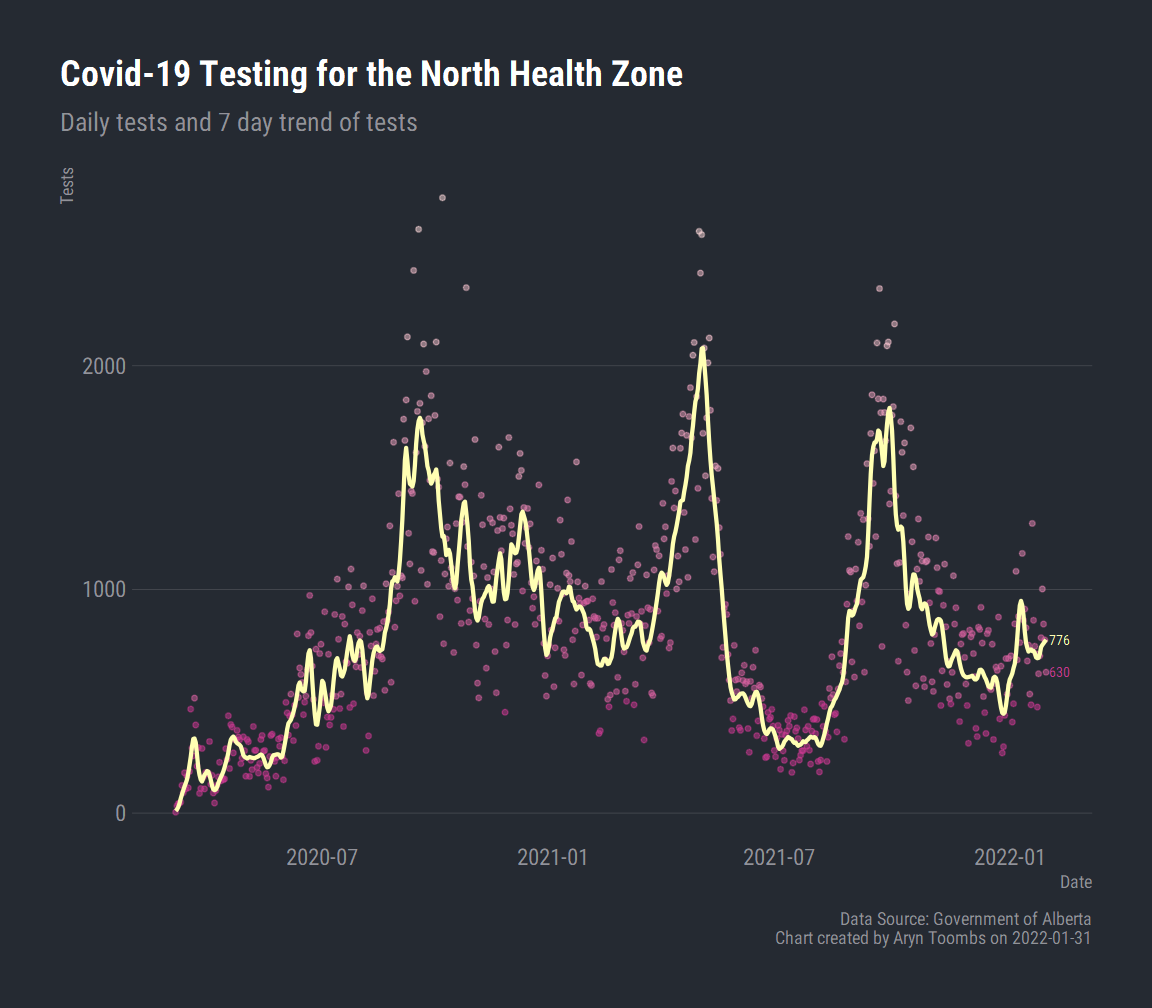 Covid-19 Testing for the North Health Zone
Daily tests and 7 day trend of tests
Tests
2000
1000
0
776
630
2020-07
2021-01
2021-07
2022-01
Date
Data Source: Government of Alberta
Chart created by Aryn Toombs on 2022-01-31